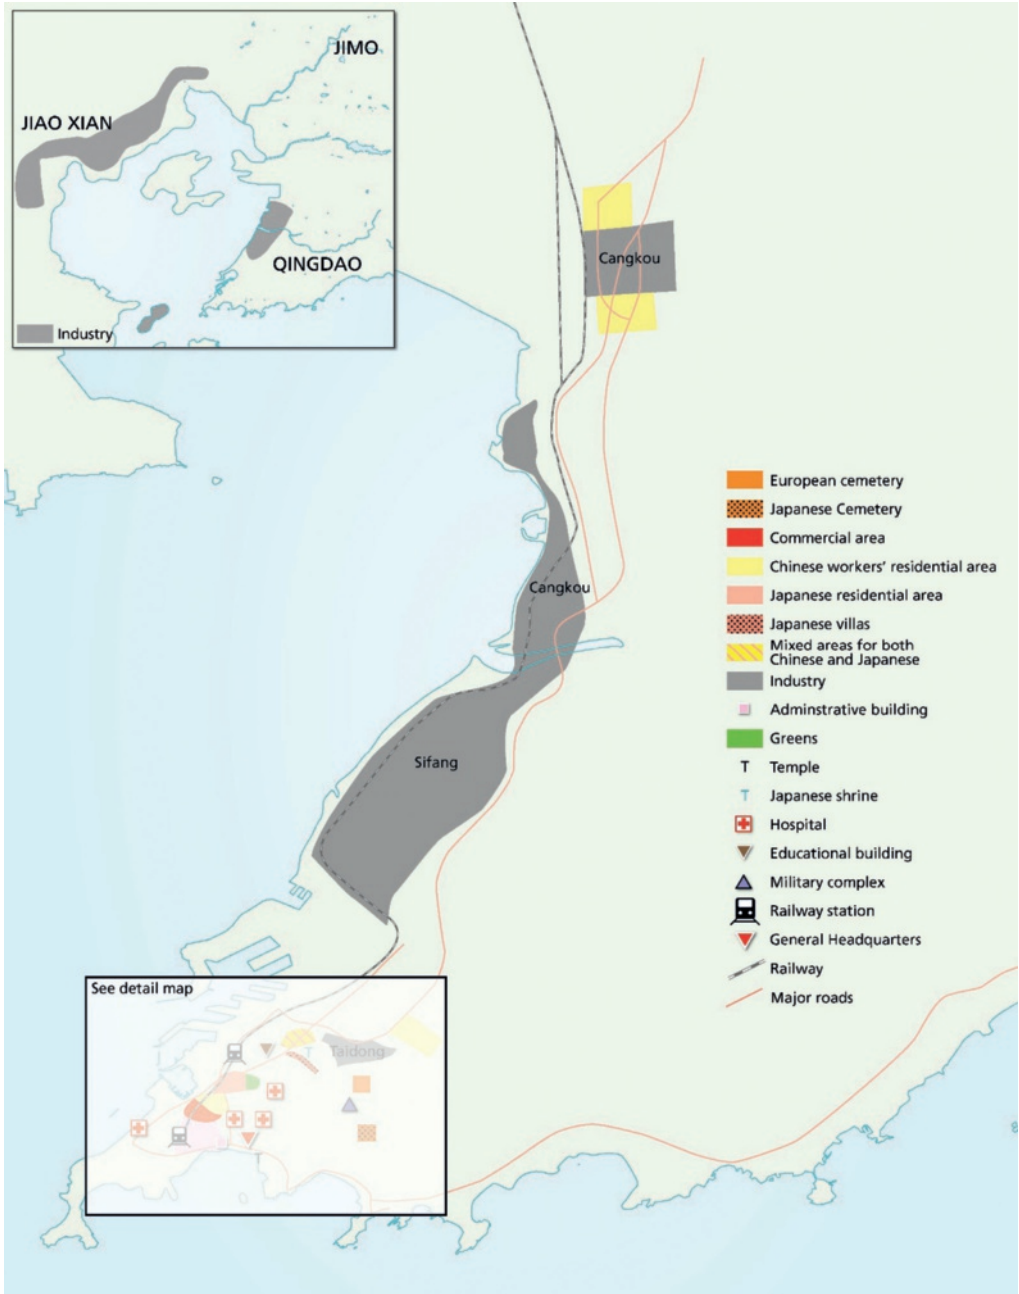 JIMO
JIAO XIAN
QINGDAO
Industry
Cangkou
Cangkou
Sifang
European cemetery
Japanese Cemetery
Commercial area
Chinese workers' residential area
Japanese residential area
Japanese villas
Mixed areas for both
Chinese and Japanese
Industry
Adminstrative building
Greens
T Temple
T Japanese shrine
Hospital
Educational building
Military complex
Railway station
General Headquarters
Railway
Major roads
See detail map
Taidong
T
T